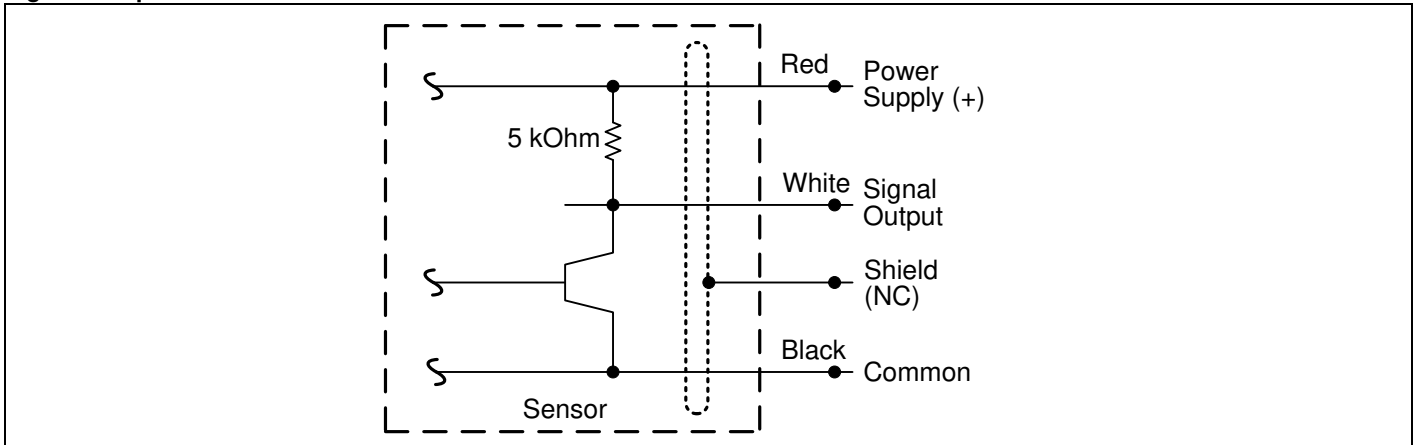 Red
Power
Supply (+)
5 kOhm
White
Signal
Output
Shield
(NC)
Black
Common
Sensor